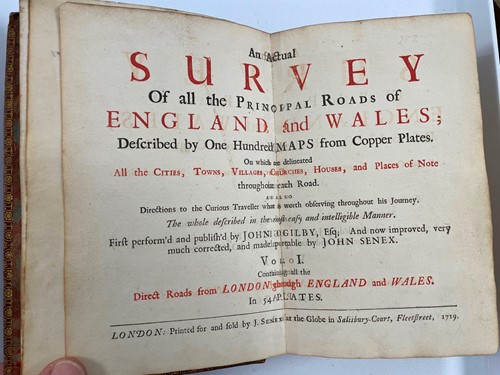 An Actual
SURVEY
Of all the PRINCIPAL ROADS of
ENGLAND and WALES;
Deſcribed by One Hundred MAPS from Copper Plates.
On which are delineated
All the CITIES, TOWNS, VILLAGES, CHURCHES, HOUSES, and PLACES OF NOTE
throughout each Road.
AS ALSO
Directions to the Curious Traveller what is worth obſerving throughout his Journey.
The whole deſcribed in the moſt eaſy and intelligible Manner.
Firſt perform'd and publiſh'd by JOHN OGILBY, Eſq; And now improved, very
much corrected, and made portable by JOHN SENEX.
VOL. I.
Containing all the
Direct Roads from LONDON through ENGLAND and WALES.
In 54 PLATES.
LONDON: Printed for and ſold by J. SENEX at the Globe in Salisbury-Court, Fleetſtreet, 1719.